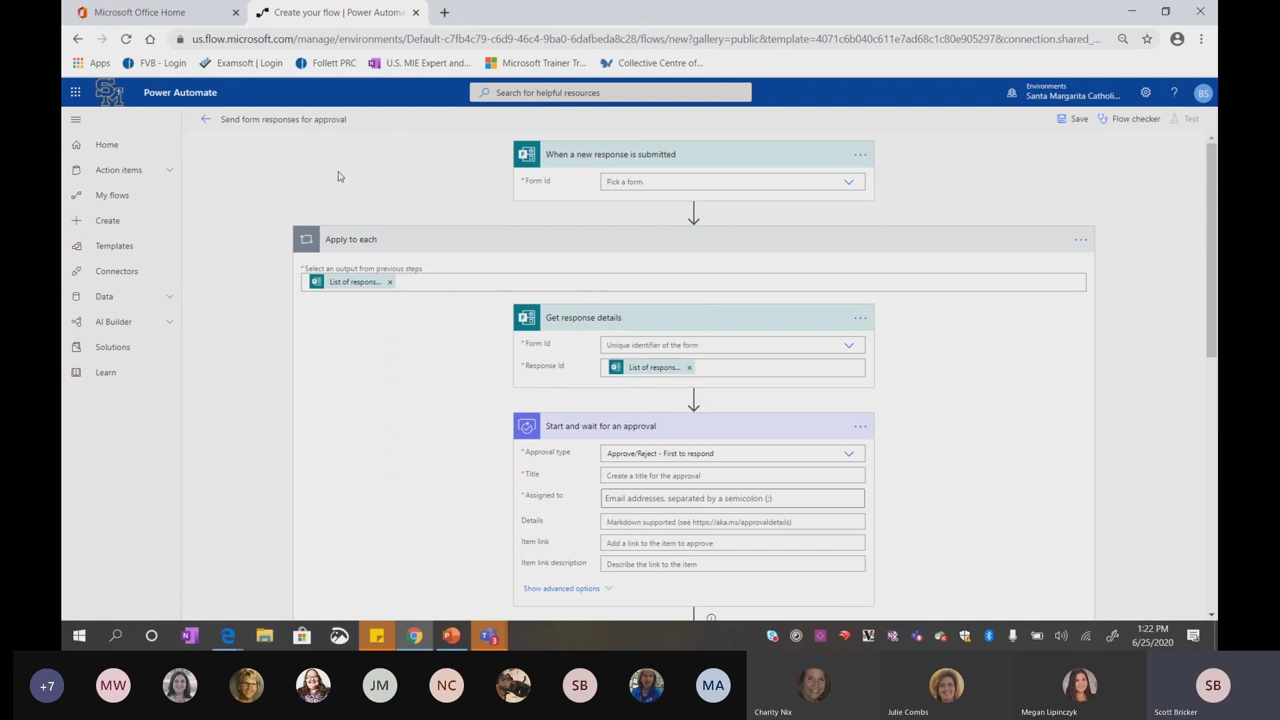 Microsoft Office Home
Create your flow | Power Automa
us.flow.microsoft.com/manage/environments/Default-c7fb4c79-c6d9-46c4-9ba0-6dafbeda8c28/flows/new?gallery=public&template=4071c6b040c611e7ad68c1c80e905297&connection.shared_...
Apps
FVB - Login
Examsoft | Login
Follett PRC
U.S. MIE Expert and...
Microsoft Trainer Tr...
Collective Centre of...
SM
Power Automate
Search for helpful resources
Environments
Santa Margarita Catholi...
?
BS
Send form responses for approval
Save
Flow checker
Test
Home
Action items
My flows
Create
Templates
Connectors
Data
AI Builder
Solutions
Learn
When a new response is submitted
* Form Id
Pick a form.
Apply to each
* Select an output from previous steps
List of respons...
Get response details
* Form Id
Unique identifier of the form
* Response Id
List of respons...
Start and wait for an approval
* Approval type
Approve/Reject - First to respond
* Title
Create a title for the approval
* Assigned to
Email addresses, separated by a semicolon (;)
Details
Markdown supported (see https://aka.ms/approvaldetails)
Item link
Add a link to the item to approve
Item link description
Describe the link to the item
Show advanced options
1:22 PM
6/25/2020
+7
MW
JM
NC
SB
MA
SB
Charity Nix
Julie Combs
Megan Lipinczyk
Scott Bricker